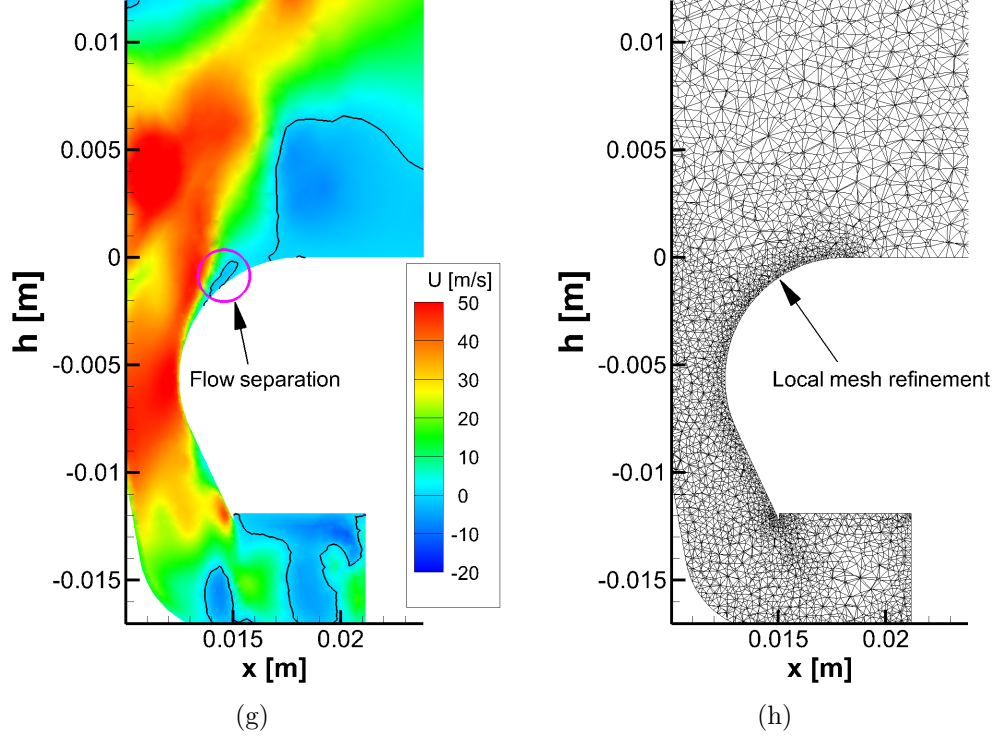 0.01
0.005
0
-0.005
-0.01
-0.015
h [m]
0.015
0.02
x [m]
Flow separation
U [m/s]
50
40
30
20
10
0
-10
-20
(g)
0.01
0.005
0
-0.005
-0.01
-0.015
h [m]
0.015
0.02
x [m]
Local mesh refinement
(h)